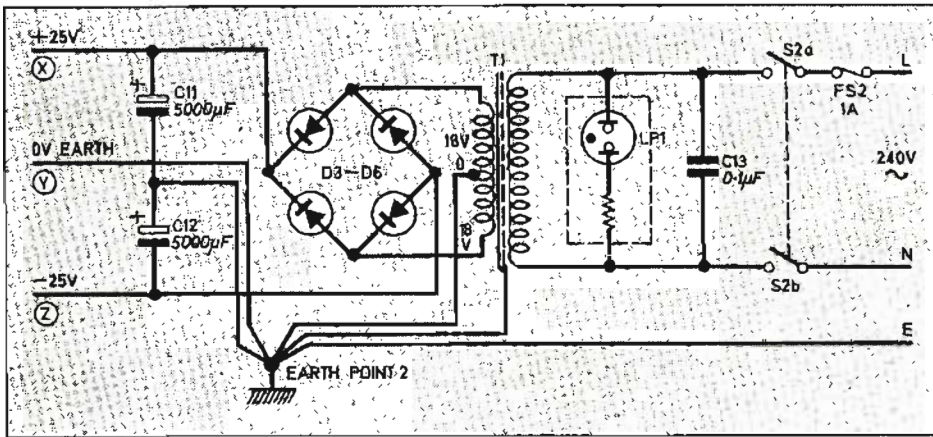 +25V
X
C11
5000µF
0V EARTH
Y
C12
5000µF
-25V
Z
D3-D6
T1
18V
0
18
V
LP1
C13
0·1µF
S2a
L
FS2
1A
240V
~
S2b
N
E
EARTH POINT 2